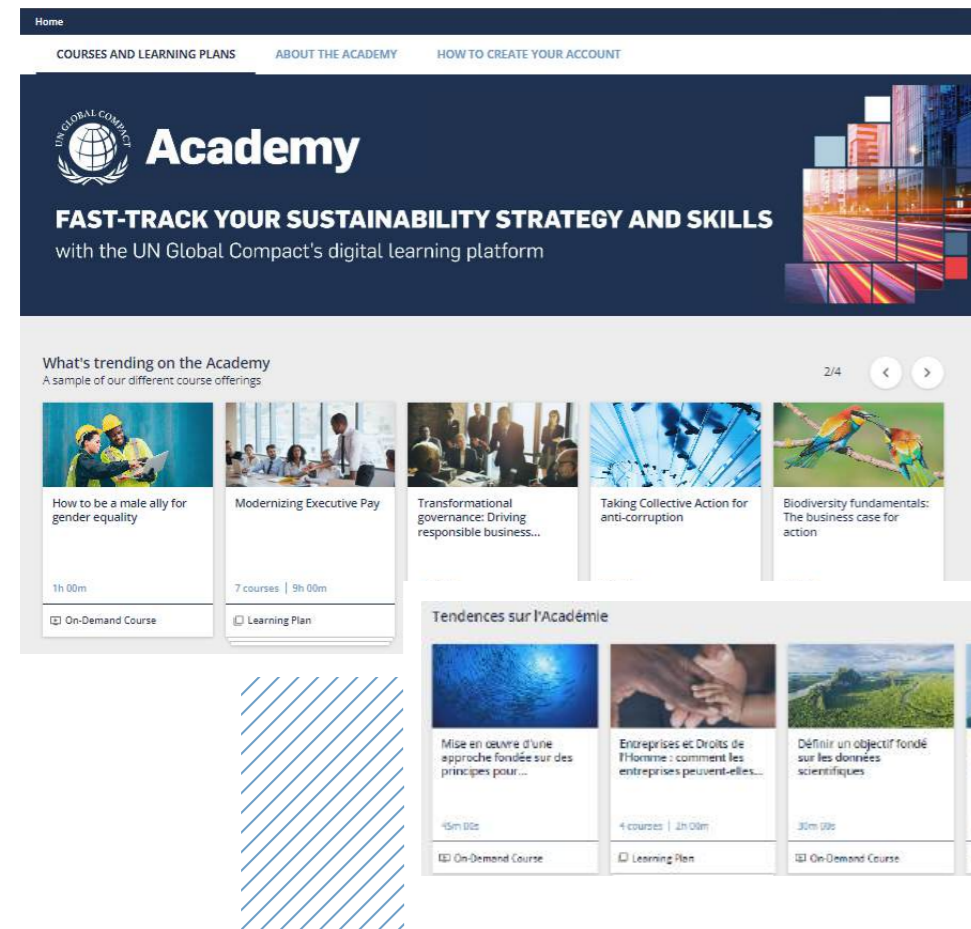 Home
COURSES AND LEARNING PLANS
ABOUT THE ACADEMY
HOW TO CREATE YOUR ACCOUNT
UN GLOBAL COMPACT
Academy
FAST-TRACK YOUR SUSTAINABILITY STRATEGY AND SKILLS
with the UN Global Compact's digital learning platform
What's trending on the Academy
A sample of our different course offerings
2/4
How to be a male ally for
gender equality
1h 00m
On-Demand Course
Modernizing Executive Pay
7 courses | 9h 00m
Learning Plan
Transformational
governance: Driving
responsible business...
Taking Collective Action for
anti-corruption
Biodiversity fundamentals:
The business case for
action
Tendences sur l'Académie
Mise en œuvre d'une
approche fondée sur des
principes pour...
45m 00s
On-Demand Course
Entreprises et Droits de
l'Homme : comment les
entreprises peuvent-elles...
4 courses | 2h 00m
Learning Plan
Définir un objectif fondé
sur les données
scientifiques
30m 00s
On-Demand Course